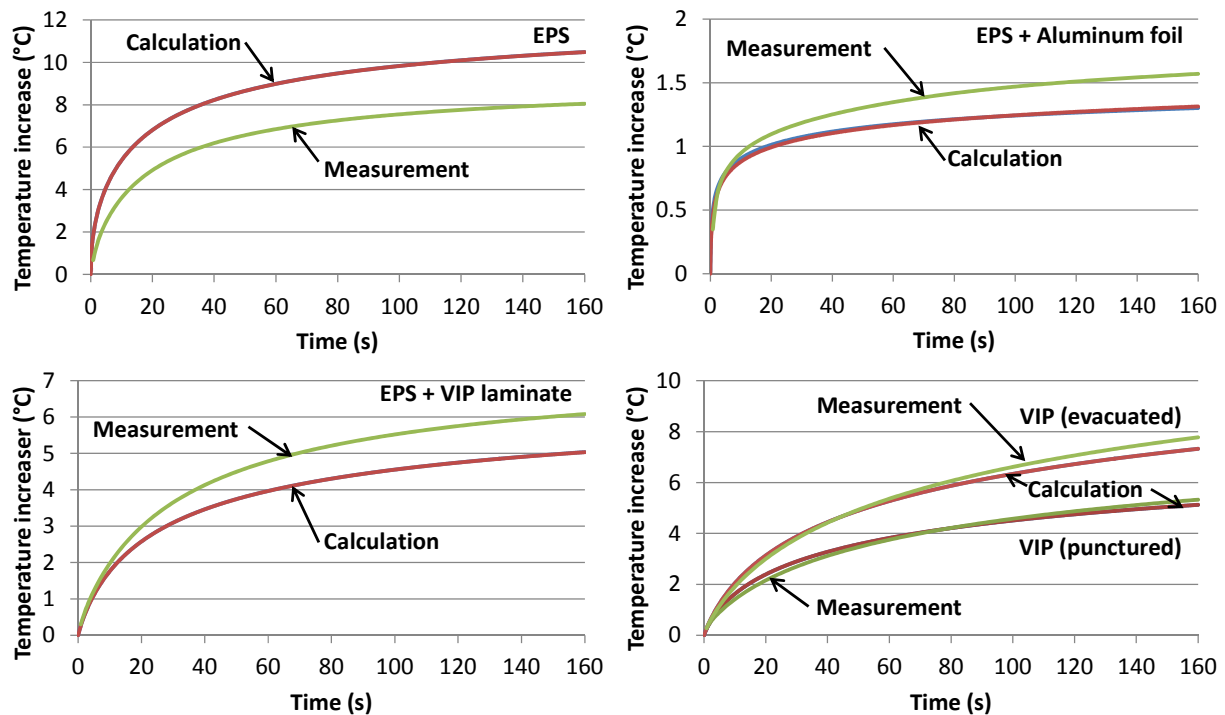 EPS
Calculation
Measurement
Temperature increase (°C)
12
10
8
6
4
2
0
0 20 40 60 80 100 120 140 160
Time (s)
EPS + Aluminum foil
Measurement
Calculation
Temperature increase (°C)
2
1.5
1
0.5
0
0 20 40 60 80 100 120 140 160
Time (s)
EPS + VIP laminate
Measurement
Calculation
Temperature increaser (°C)
7
6
5
4
3
2
1
0
0 20 40 60 80 100 120 140 160
Time (s)
Measurement
VIP (evacuated)
Calculation
VIP (punctured)
Measurement
Temperature increase (°C)
10
8
6
4
2
0
0 20 40 60 80 100 120 140 160
Time (s)